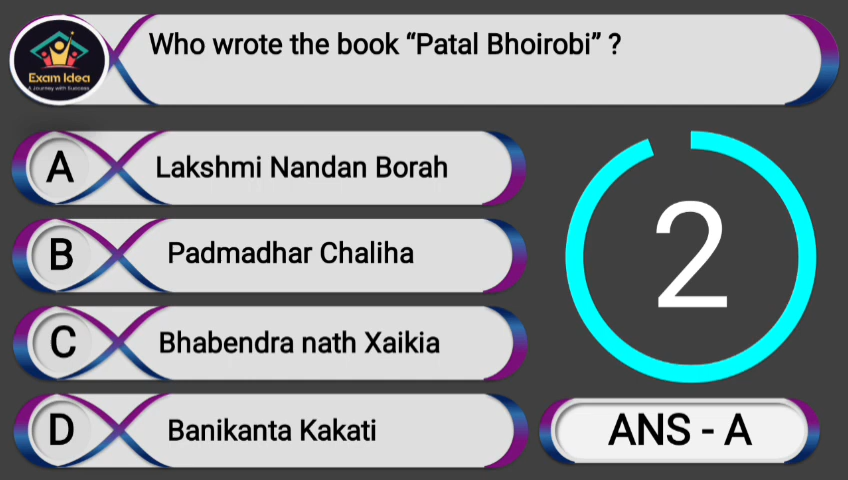 Who wrote the book “Patal Bhoirobi” ?
Exam Idea
A Journey with Success
A
Lakshmi Nandan Borah
B
Padmadhar Chaliha
C
Bhabendra nath Xaikia
D
Banikanta Kakati
2
ANS - A